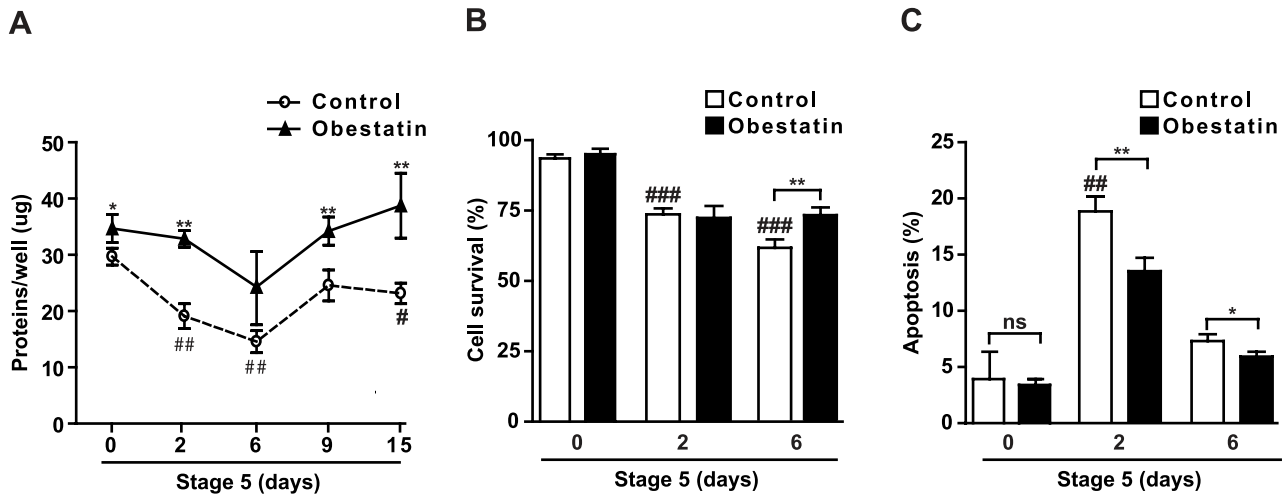 A
Control
Obestatin
Proteins/well (ug)
50
40
30
20
10
0
*
**
**
**
##
##
#
0 2 6 9 15
Stage 5 (days)
B
Control
Obestatin
Cell survival (%)
100
75
50
25
0
###
###
**
0 2 6
Stage 5 (days)
C
Control
Obestatin
Apoptosis (%)
25
20
15
10
5
0
ns
##
**
*
0 2 6
Stage 5 (days)